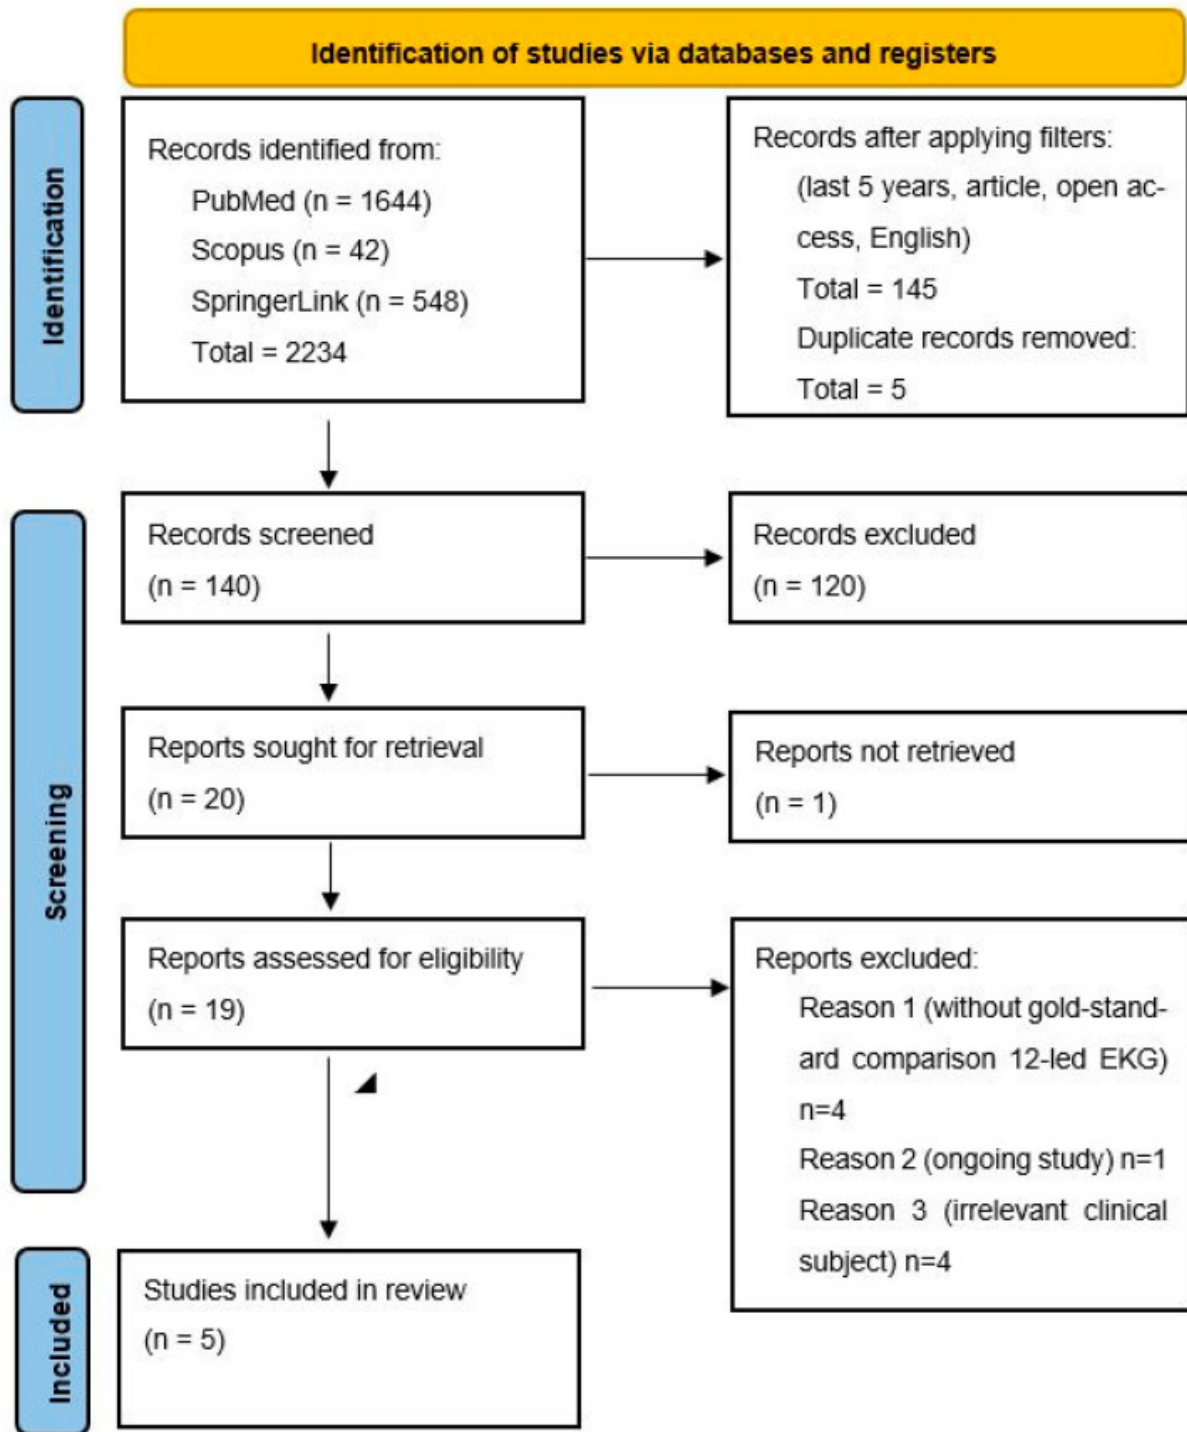 Identification of studies via databases and registers
Identification
Records identified from:
PubMed (n = 1644)
Scopus (n = 42)
SpringerLink (n = 548)
Total = 2234
Records after applying filters:
(last 5 years, article, open ac-
cess, English)
Total = 145
Duplicate records removed:
Total = 5
Screening
Records screened
(n = 140)
Records excluded
(n = 120)
Reports sought for retrieval
(n = 20)
Reports not retrieved
(n = 1)
Reports assessed for eligibility
(n = 19)
Reports excluded:
Reason 1 (without gold-stand-
ard comparison 12-led EKG)
n=4
Reason 2 (ongoing study) n=1
Reason 3 (irrelevant clinical
subject) n=4
Included
Studies included in review
(n = 5)